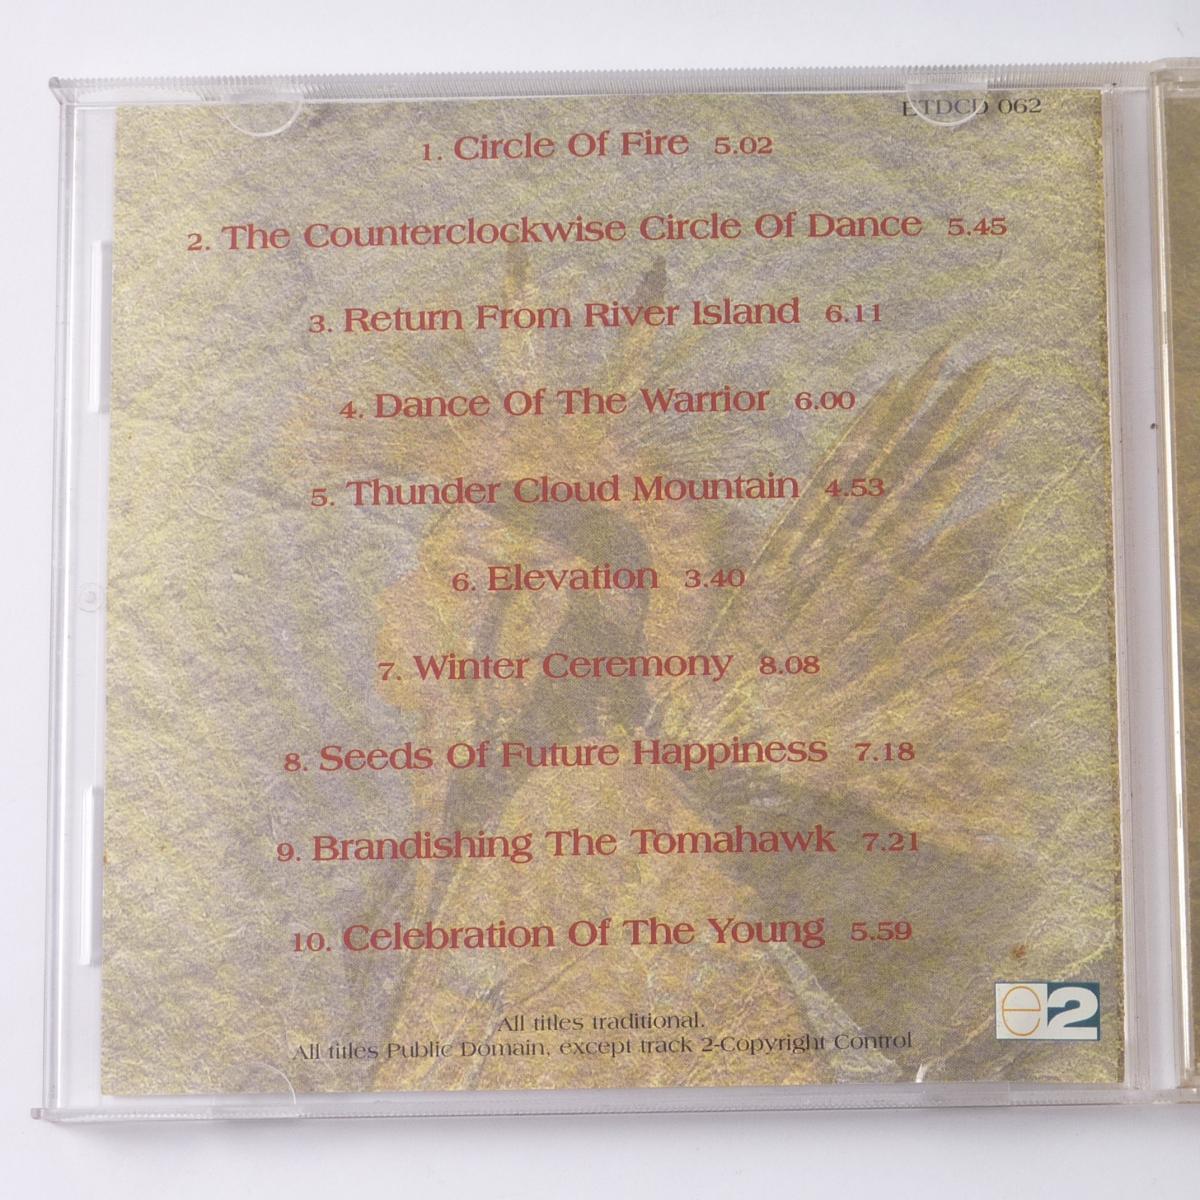 ETDCD 062
1. Circle Of Fire 5.02
2. The Counterclockwise Circle Of Dance 5.45
3. Return From River Island 6.11
4. Dance Of The Warrior 6.00
5. Thunder Cloud Mountain 4.53
6. Elevation 3.40
7. Winter Ceremony 8.08
8. Seeds Of Future Happiness 7.18
9. Brandishing The Tomahawk 7.21
10. Celebration Of The Young 5.59
e2
All titles traditional.
All titles Public Domain, except track 2-Copyright Control